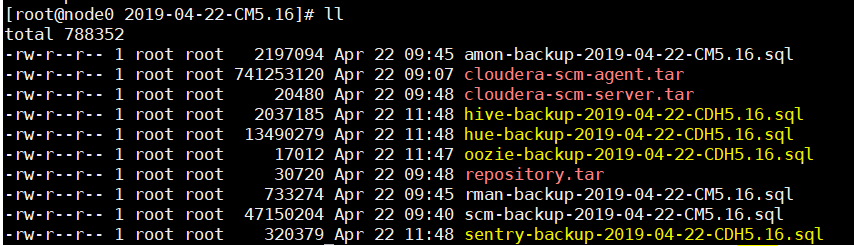 [root@node0 2019-04-22-CM5.16]# ll
total 788352
-rw-r--r-- 1 root root   2197094 Apr 22 09:45 amon-backup-2019-04-22-CM5.16.sql
-rw-r--r-- 1 root root 741253120 Apr 22 09:07 cloudera-scm-agent.tar
-rw-r--r-- 1 root root     20480 Apr 22 09:48 cloudera-scm-server.tar
-rw-r--r-- 1 root root   2037185 Apr 22 11:48 hive-backup-2019-04-22-CDH5.16.sql
-rw-r--r-- 1 root root  13490279 Apr 22 11:48 hue-backup-2019-04-22-CDH5.16.sql
-rw-r--r-- 1 root root     17012 Apr 22 11:47 oozie-backup-2019-04-22-CDH5.16.sql
-rw-r--r-- 1 root root     30720 Apr 22 09:48 repository.tar
-rw-r--r-- 1 root root    733274 Apr 22 09:45 rman-backup-2019-04-22-CM5.16.sql
-rw-r--r-- 1 root root  47150204 Apr 22 09:40 scm-backup-2019-04-22-CM5.16.sql
-rw-r--r-- 1 root root    320379 Apr 22 11:48 sentry-backup-2019-04-22-CDH5.16.sql